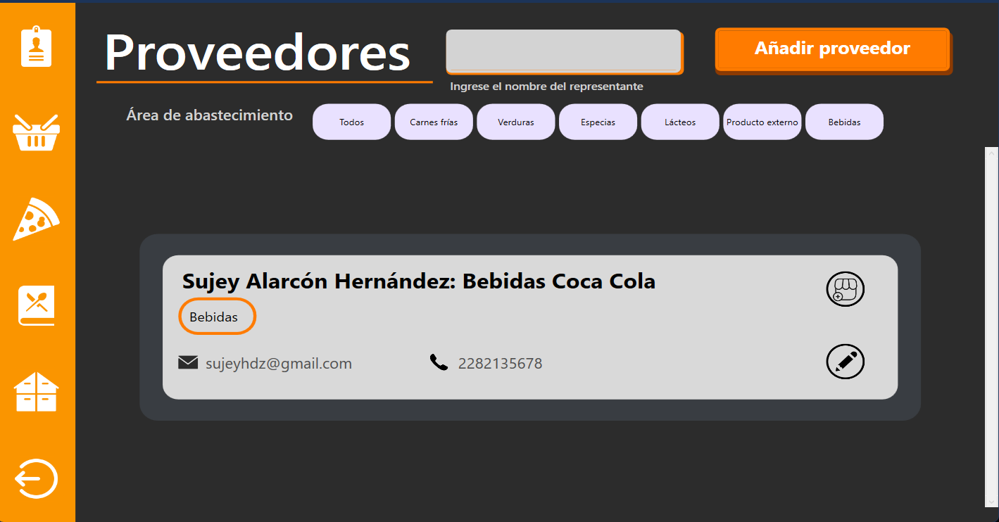 Proveedores
Añadir proveedor
Ingrese el nombre del representante
Área de abastecimiento
Todos
Carnes frías
Verduras
Especias
Lácteos
Producto externo
Bebidas
Sujey Alarcón Hernández: Bebidas Coca Cola
Bebidas
sujeyhdz@gmail.com
2282135678